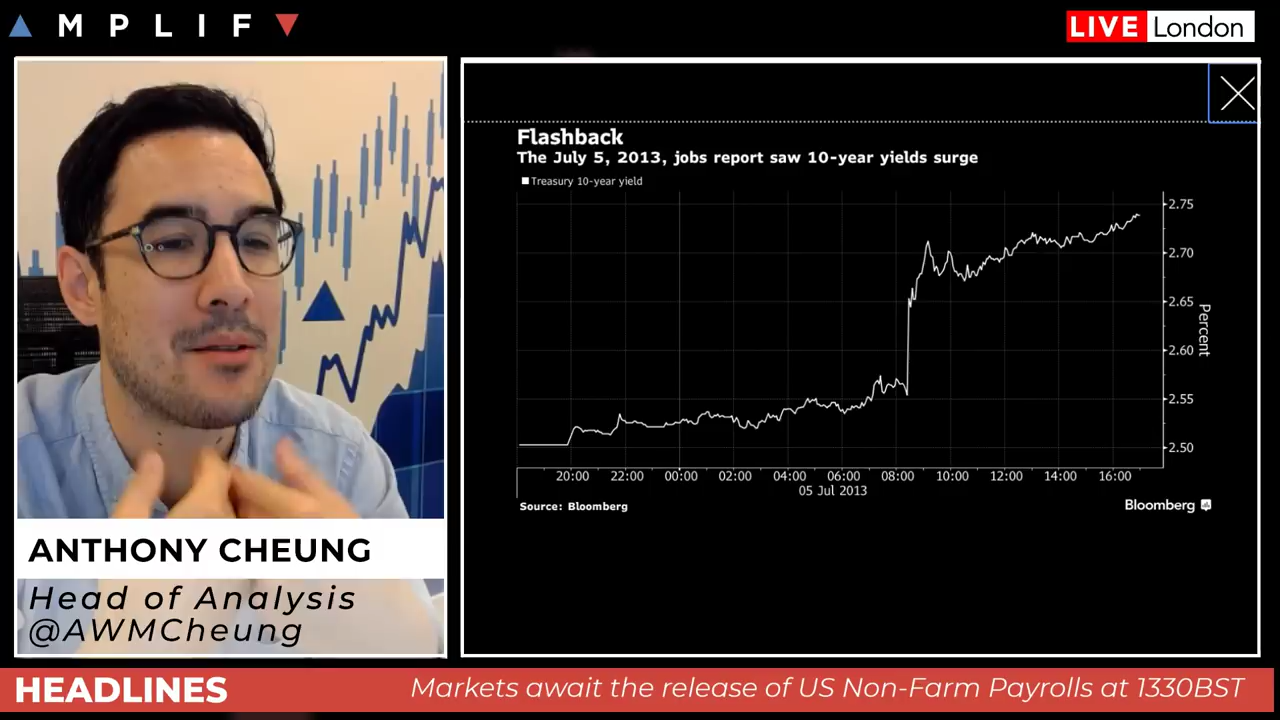 MPLIF
LIVE London
Flashback
The July 5, 2013, jobs report saw 10-year yields surge
Treasury 10-year yield
2.75
2.70
2.65
2.60
2.55
2.50
Percent
20:00 22:00 00:00 02:00 04:00 06:00 08:00 10:00 12:00 14:00 16:00
05 Jul 2013
Source: Bloomberg
Bloomberg
ANTHONY CHEUNG
Head of Analysis
@AWMCheung
HEADLINES
Markets await the release of US Non-Farm Payrolls at 1330BST